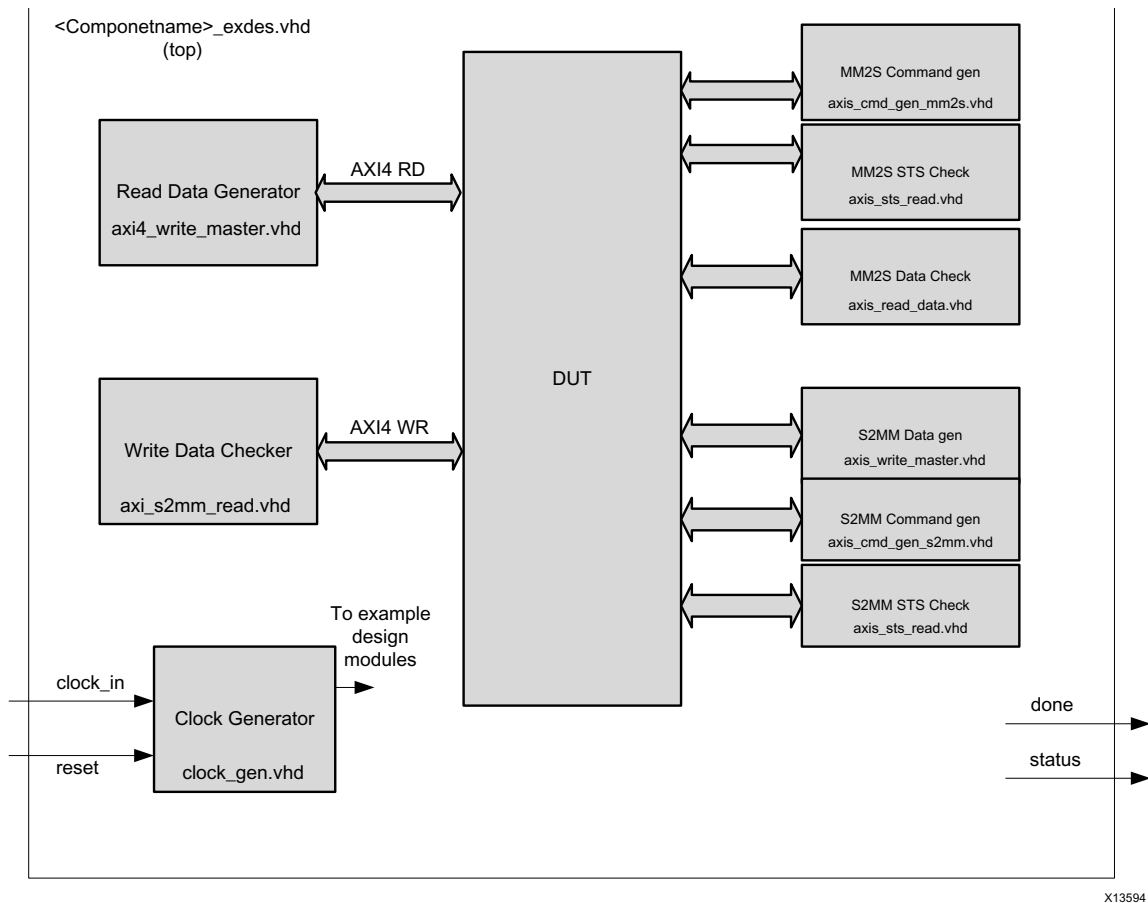 <Componetname>_exdes.vhd
(top)
Read Data Generator
axi4_write_master.vhd
AXI4 RD
Write Data Checker
axi_s2mm_read.vhd
AXI4 WR
DUT
MM2S Command gen
axis_cmd_gen_mm2s.vhd
MM2S STS Check
axis_sts_read.vhd
MM2S Data Check
axis_read_data.vhd
S2MM Data gen
axis_write_master.vhd
S2MM Command gen
axis_cmd_gen_s2mm.vhd
S2MM STS Check
axis_sts_read.vhd
clock_in
reset
Clock Generator
clock_gen.vhd
To example
design
modules
done
status
X13594